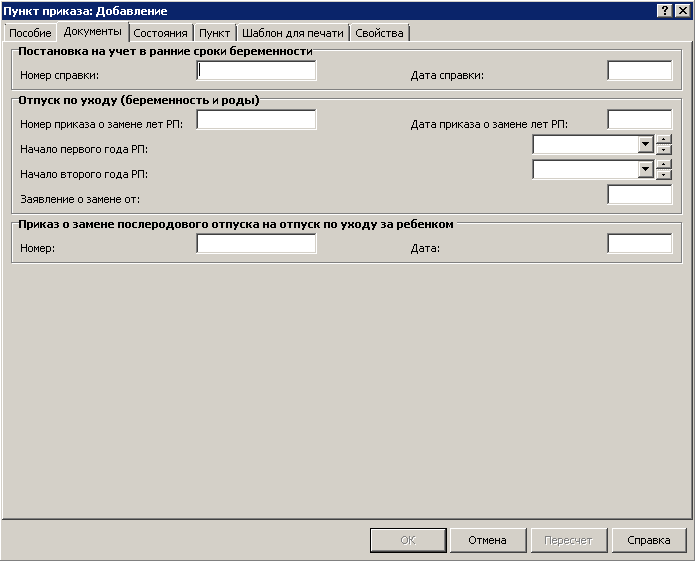 Пункт приказа: Добавление
Пособие Документы Состояния Пункт Шаблон для печати Свойства
Постановка на учет в ранние сроки беременности
Номер справки: Дата справки:
Отпуск по уходу (беременность и роды)
Номер приказа о замене лет РП: Дата приказа о замене лет РП:
Начало первого года РП:
Начало второго года РП:
Заявление о замене от:
Приказ о замене послеродового отпуска на отпуск по уходу за ребенком
Номер: Дата:
ОК Отмена Пересчет Справка